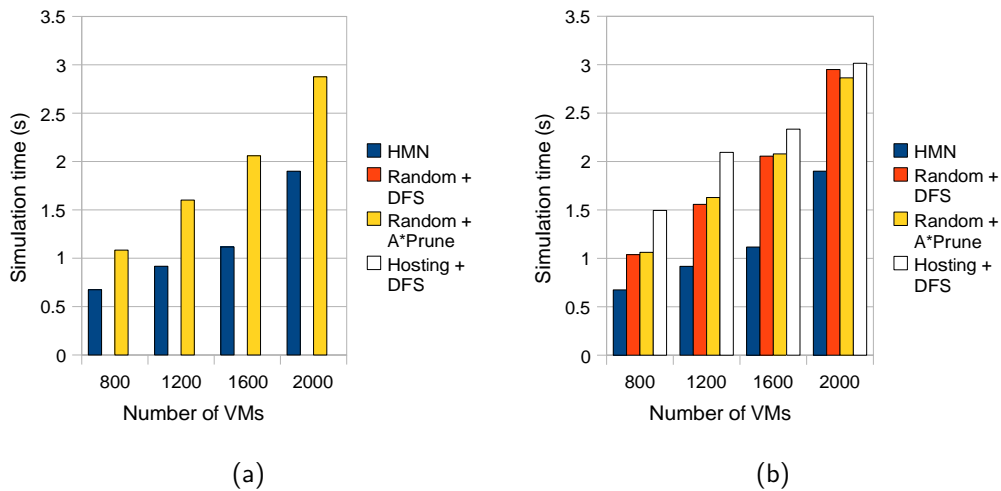 3.5
3
2.5
2
1.5
1
0.5
0
Simulation time (s)
800 1200 1600 2000
Number of VMs
HMN
Random +
DFS
Random +
A*Prune
Hosting +
DFS
(a)
3.5
3
2.5
2
1.5
1
0.5
0
Simulation time (s)
800 1200 1600 2000
Number of VMs
HMN
Random +
DFS
Random +
A*Prune
Hosting +
DFS
(b)